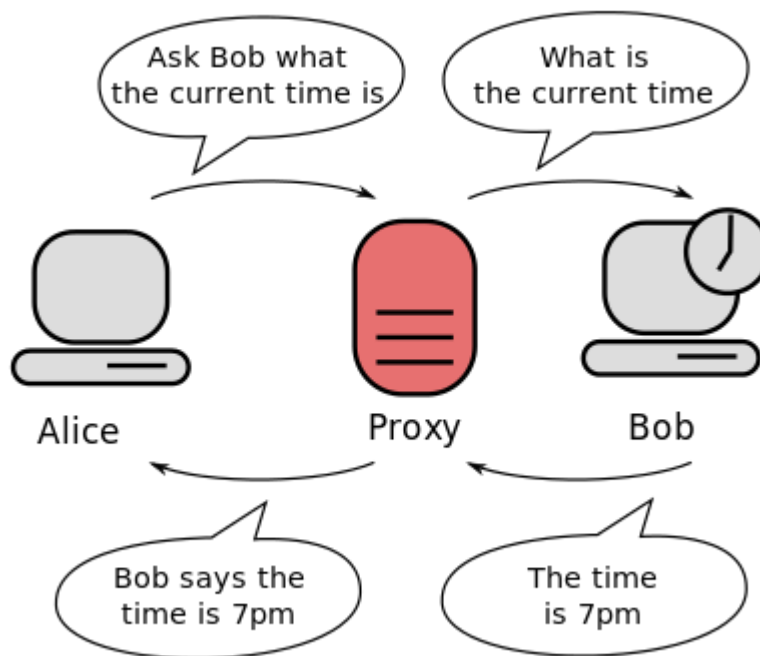 Ask Bob what
the current time is
What is
the current time
Alice
Proxy
Bob
Bob says the
time is 7pm
The time
is 7pm